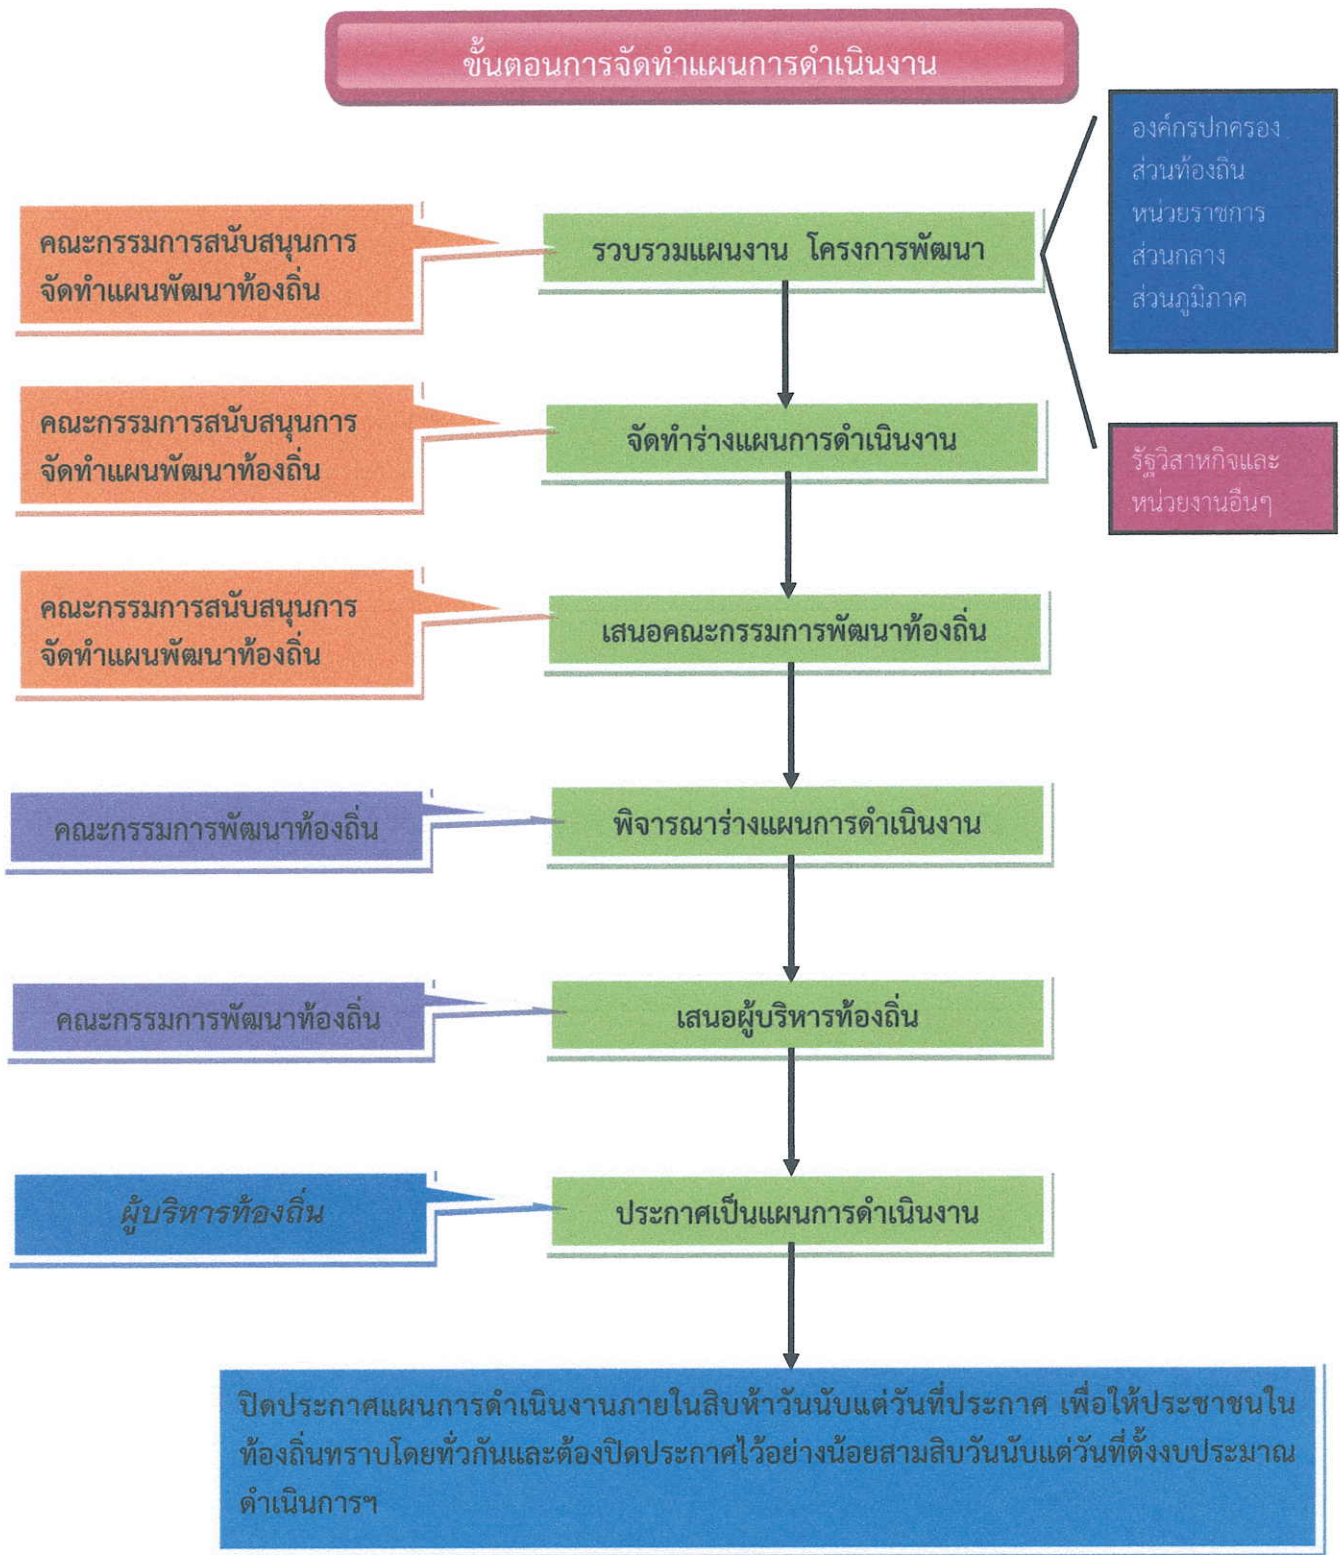 ขั้นตอนการจัดทำแผนการดำเนินงาน
องค์กรปกครอง
ส่วนท้องถิ่น
หน่วยราชการ
ส่วนกลาง
ส่วนภูมิภาค
คณะกรรมการสนับสนุนการ
จัดทำแผนพัฒนาท้องถิ่น
รวบรวมแผนงาน โครงการพัฒนา
คณะกรรมการสนับสนุนการ
จัดทำแผนพัฒนาท้องถิ่น
จัดทำร่างแผนการดำเนินงาน
รัฐวิสาหกิจและ
หน่วยงานอื่นๆ
คณะกรรมการสนับสนุนการ
จัดทำแผนพัฒนาท้องถิ่น
เสนอคณะกรรมการพัฒนาท้องถิ่น
คณะกรรมการพัฒนาท้องถิ่น
พิจารณาร่างแผนการดำเนินงาน
คณะกรรมการพัฒนาท้องถิ่น
เสนอผู้บริหารท้องถิ่น
ผู้บริหารท้องถิ่น
ประกาศเป็นแผนการดำเนินงาน
ปิดประกาศแผนการดำเนินงานภายในสิบห้าวันนับแต่วันที่ประกาศ เพื่อให้ประชาชนใน
ท้องถิ่นทราบโดยทั่วกันและต้องปิดประกาศไว้อย่างน้อยสามสิบวันนับแต่วันที่ตั้งงบประมาณ
ดำเนินการฯ